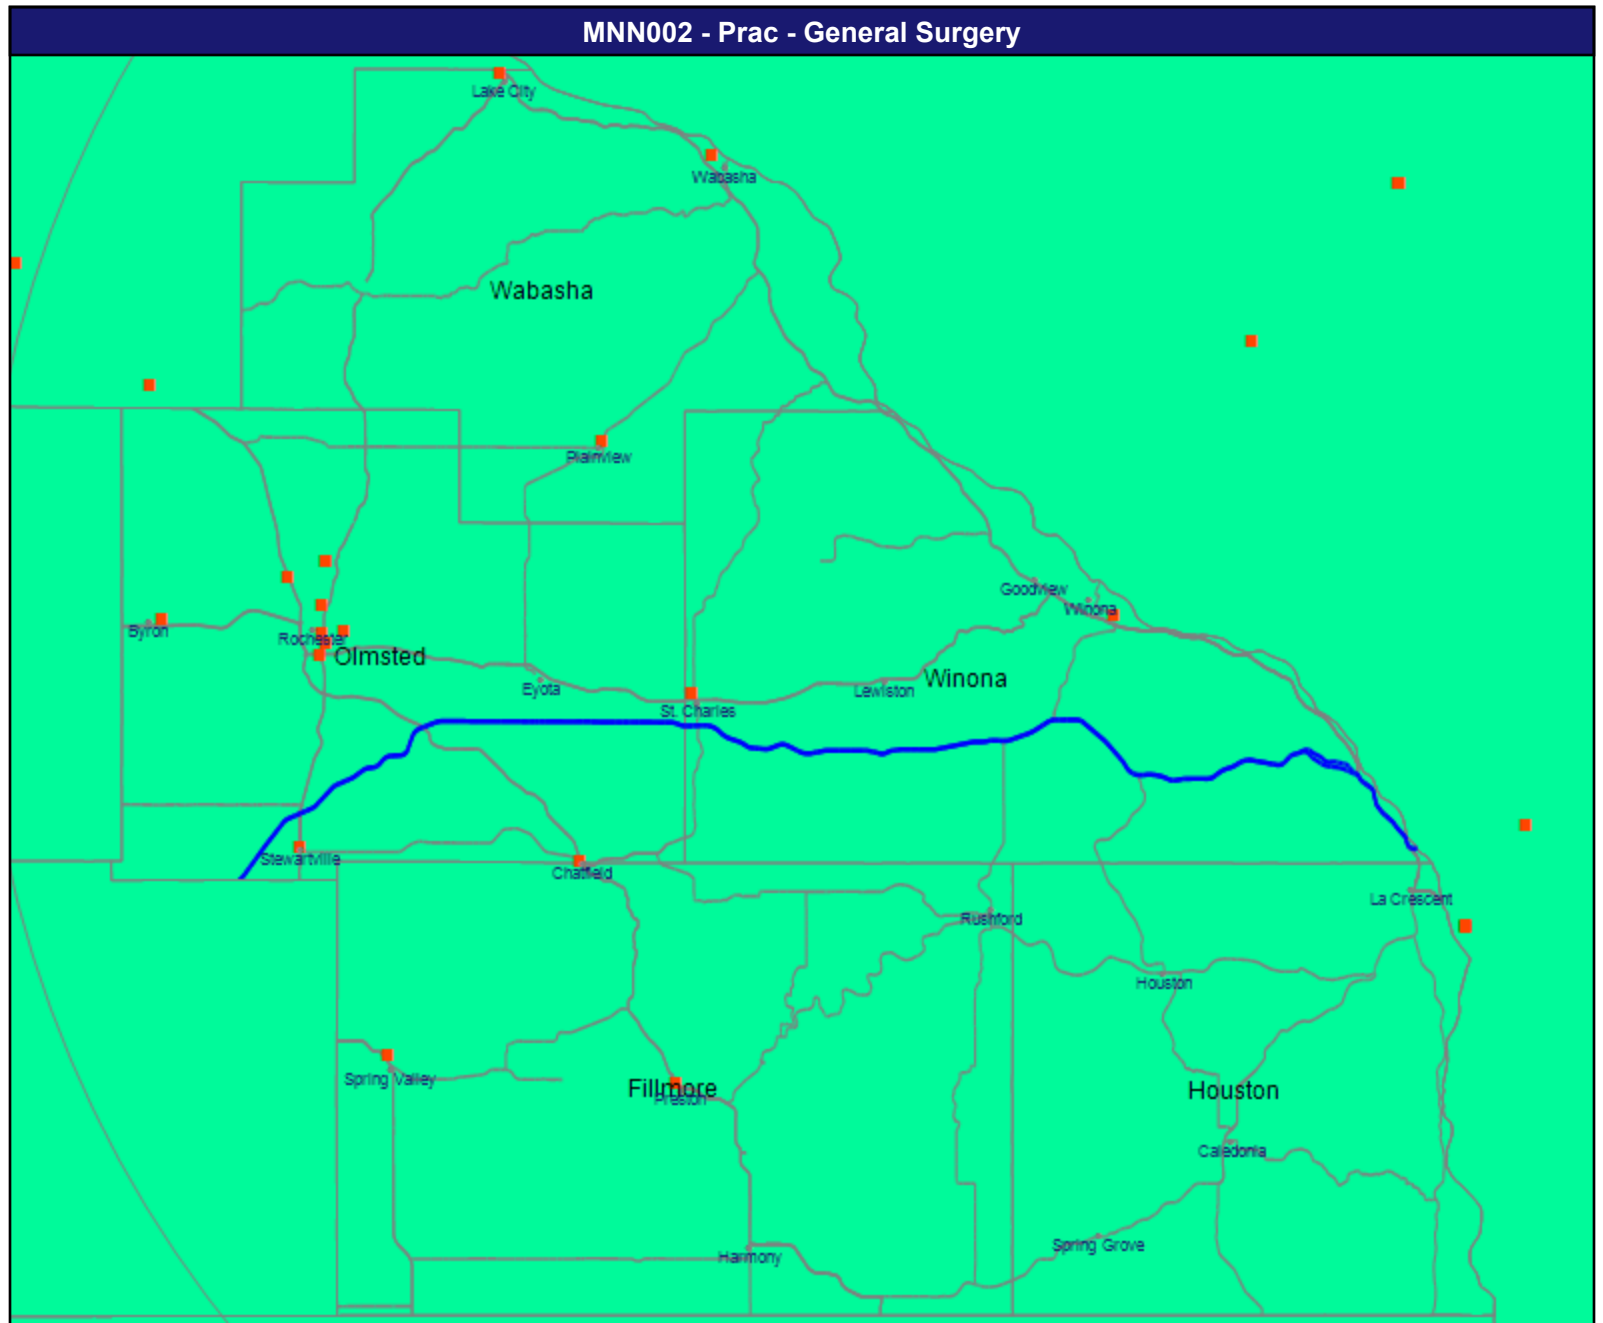 MNN002 - Prac - General Surgery
Lake City
Wabasha
Wabasha
Plainview
Goodview
Winona
Byron
Rochester
Olmsted
Eyota
Lewiston
Winona
St. Charles
Stewartville
Chatfield
La Crescent
Rushford
Houston
Spring Valley
Fillmore
Preston
Houston
Caledonia
Harmony
Spring Grove